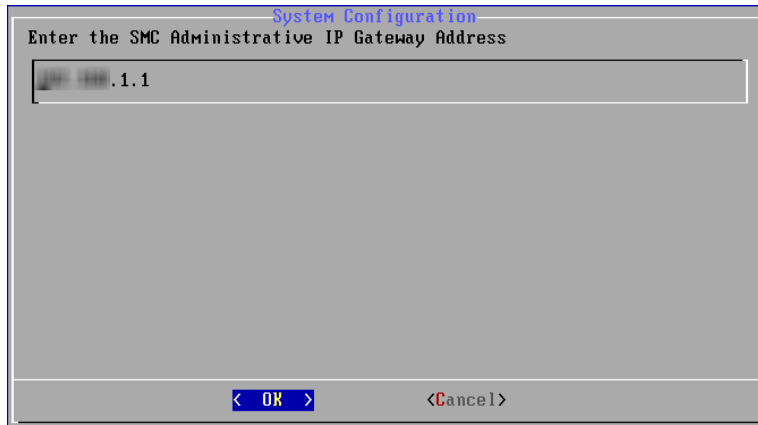 System Configuration
Enter the SMC Administrative IP Gateway Address
.1.1
< OK > <Cancel>